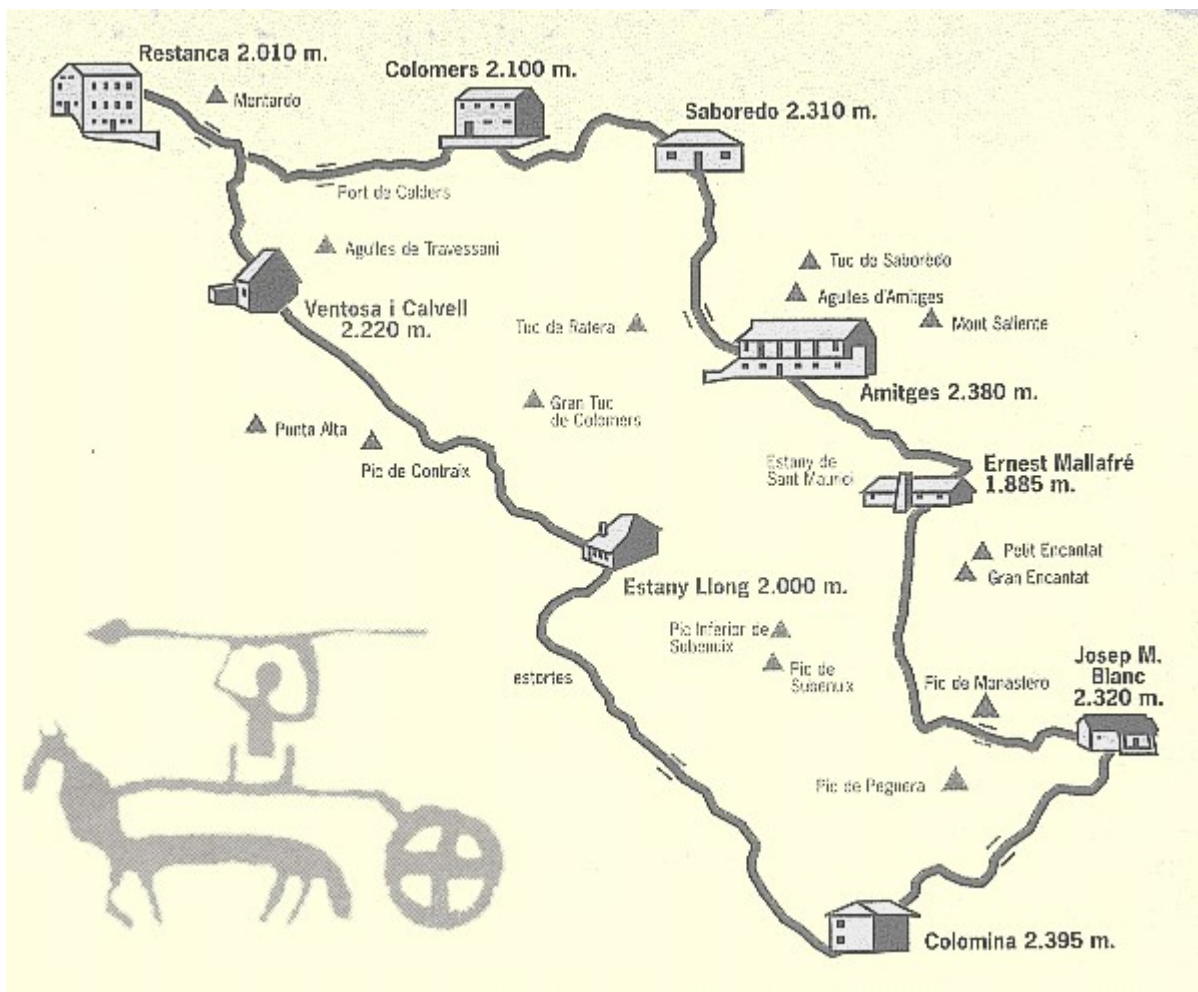 Restanca 2.010 m.
Montardo
Colomers 2.100 m.
Saboredo 2.310 m.
Port de Calders
Agulles de Travessani
Ventosa i Calvell
2.220 m.
Tuc de Saboredo
Agulles d'Amitges
Mont Saliente
Tuc de Ratera
Amitges 2.380 m.
Gran Tuc
de Colomers
Punta Alta
Pic de Contraix
Estany de
Sant Maurici
Ernest Mallafré
1.885 m.
Petit Encantat
Gran Encantat
Estany Llong 2.000 m.
Pic Inferior de
Subenuix
Pic de
Subenuix
estortes
Josep M.
Blanc
2.320 m.
Pic de Monastero
Pic de Peguera
Colomina 2.395 m.